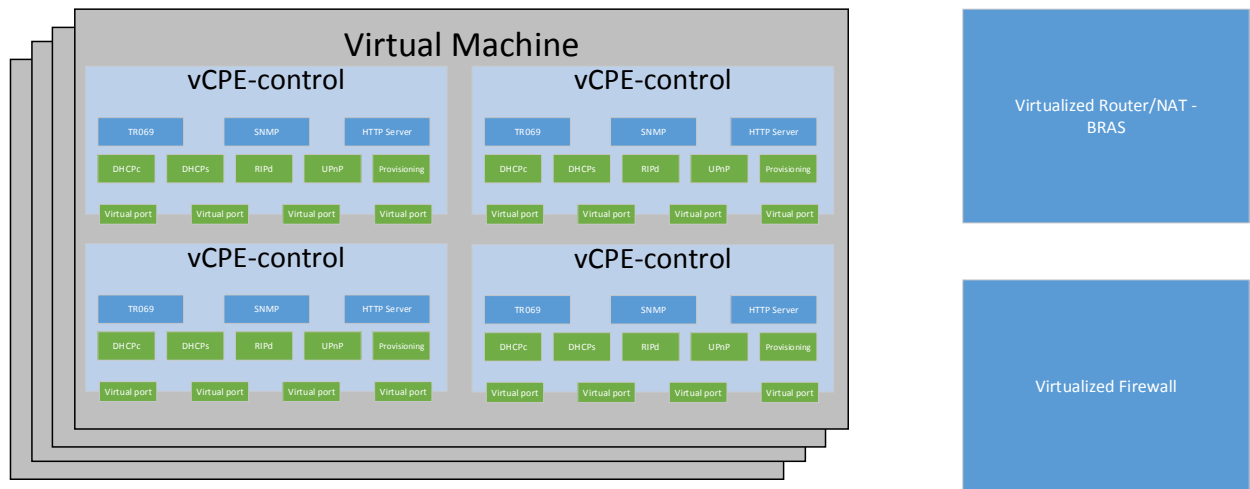 Virtual Machine
vCPE-control
TR069 SNMP HTTP Server
DHCPc DHCPs RIPd UPnP Provisioning
Virtual port Virtual port Virtual port Virtual port
vCPE-control
TR069 SNMP HTTP Server
DHCPc DHCPs RIPd UPnP Provisioning
Virtual port Virtual port Virtual port Virtual port
vCPE-control
TR069 SNMP HTTP Server
DHCPc DHCPs RIPd UPnP Provisioning
Virtual port Virtual port Virtual port Virtual port
vCPE-control
TR069 SNMP HTTP Server
DHCPc DHCPs RIPd UPnP Provisioning
Virtual port Virtual port Virtual port Virtual port
Virtualized Router/NAT -
BRAS
Virtualized Firewall